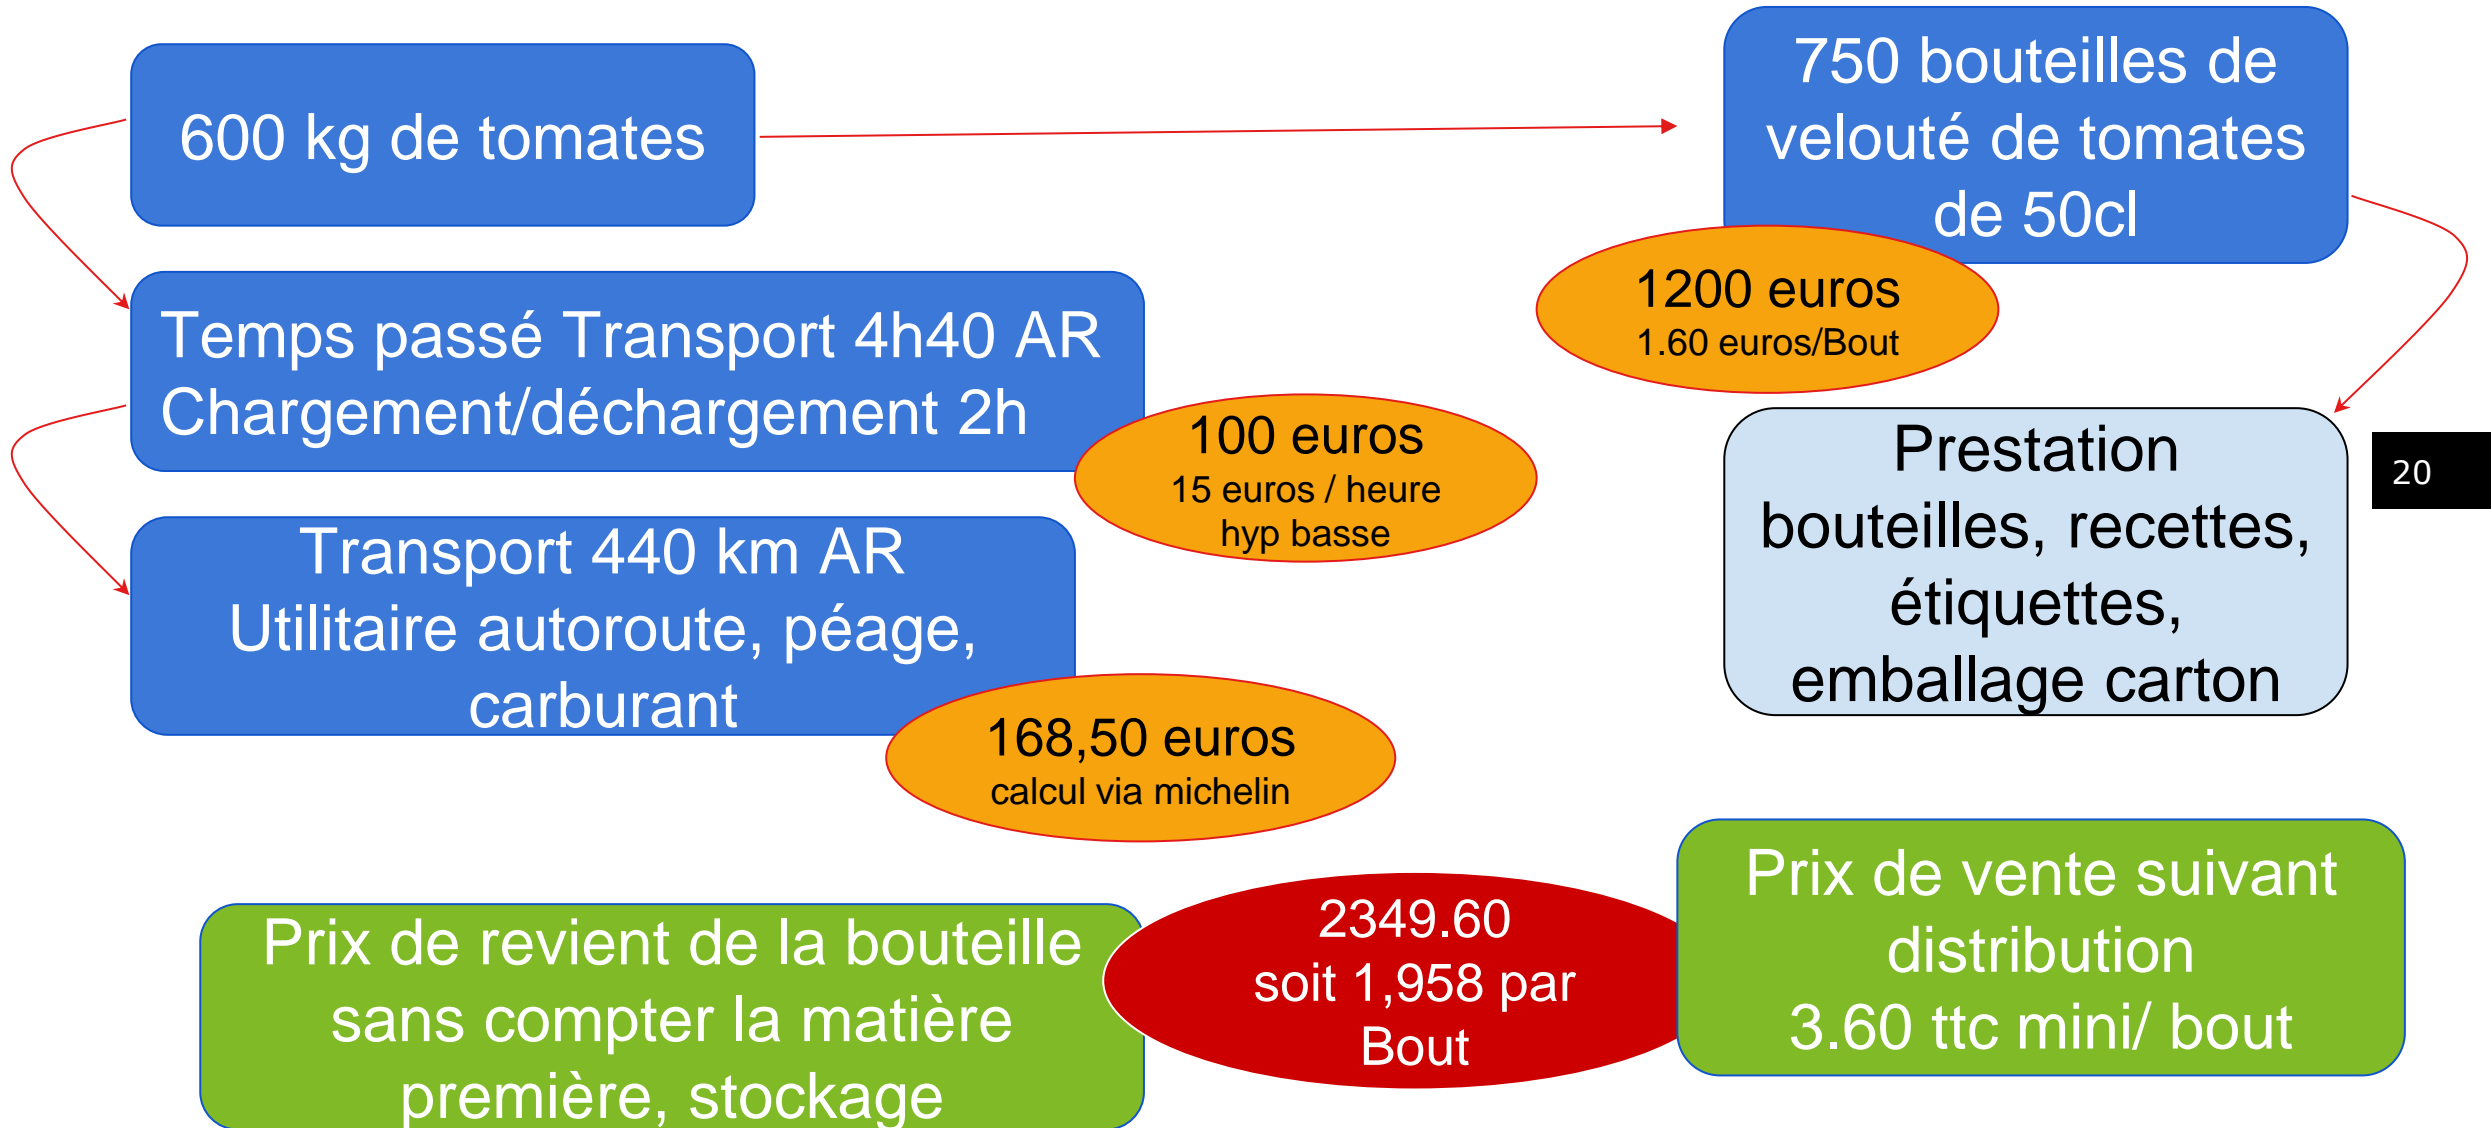 600 kg de tomates
750 bouteilles de
velouté de tomates
de 50cl
1200 euros
1.60 euros/Bout
Temps passé Transport 4h40 AR
Chargement/déchargement 2h
100 euros
15 euros / heure
hyp basse
Prestation
bouteilles, recettes,
étiquettes,
emballage carton
20
Transport 440 km AR
Utilitaire autoroute, péage,
carburant
168,50 euros
calcul via michelin
Prix de revient de la bouteille
sans compter la matière
première, stockage
2349.60
soit 1,958 par
Bout
Prix de vente suivant
distribution
3.60 ttc mini/ bout